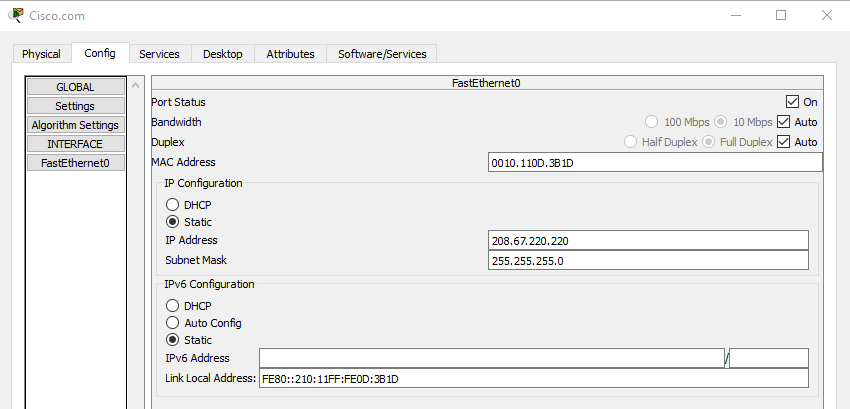 Cisco.com
Physical Config Services Desktop Attributes Software/Services
GLOBAL
Settings
Algorithm Settings
INTERFACE
FastEthernet0
FastEthernet0
Port Status On
Bandwidth 100 Mbps 10 Mbps Auto
Duplex Half Duplex Full Duplex Auto
MAC Address 0010.110D.3B1D
IP Configuration
DHCP
Static
IP Address 208.67.220.220
Subnet Mask 255.255.255.0
IPv6 Configuration
DHCP
Auto Config
Static
IPv6 Address /
Link Local Address: FE80::210:11FF:FE0D:3B1D